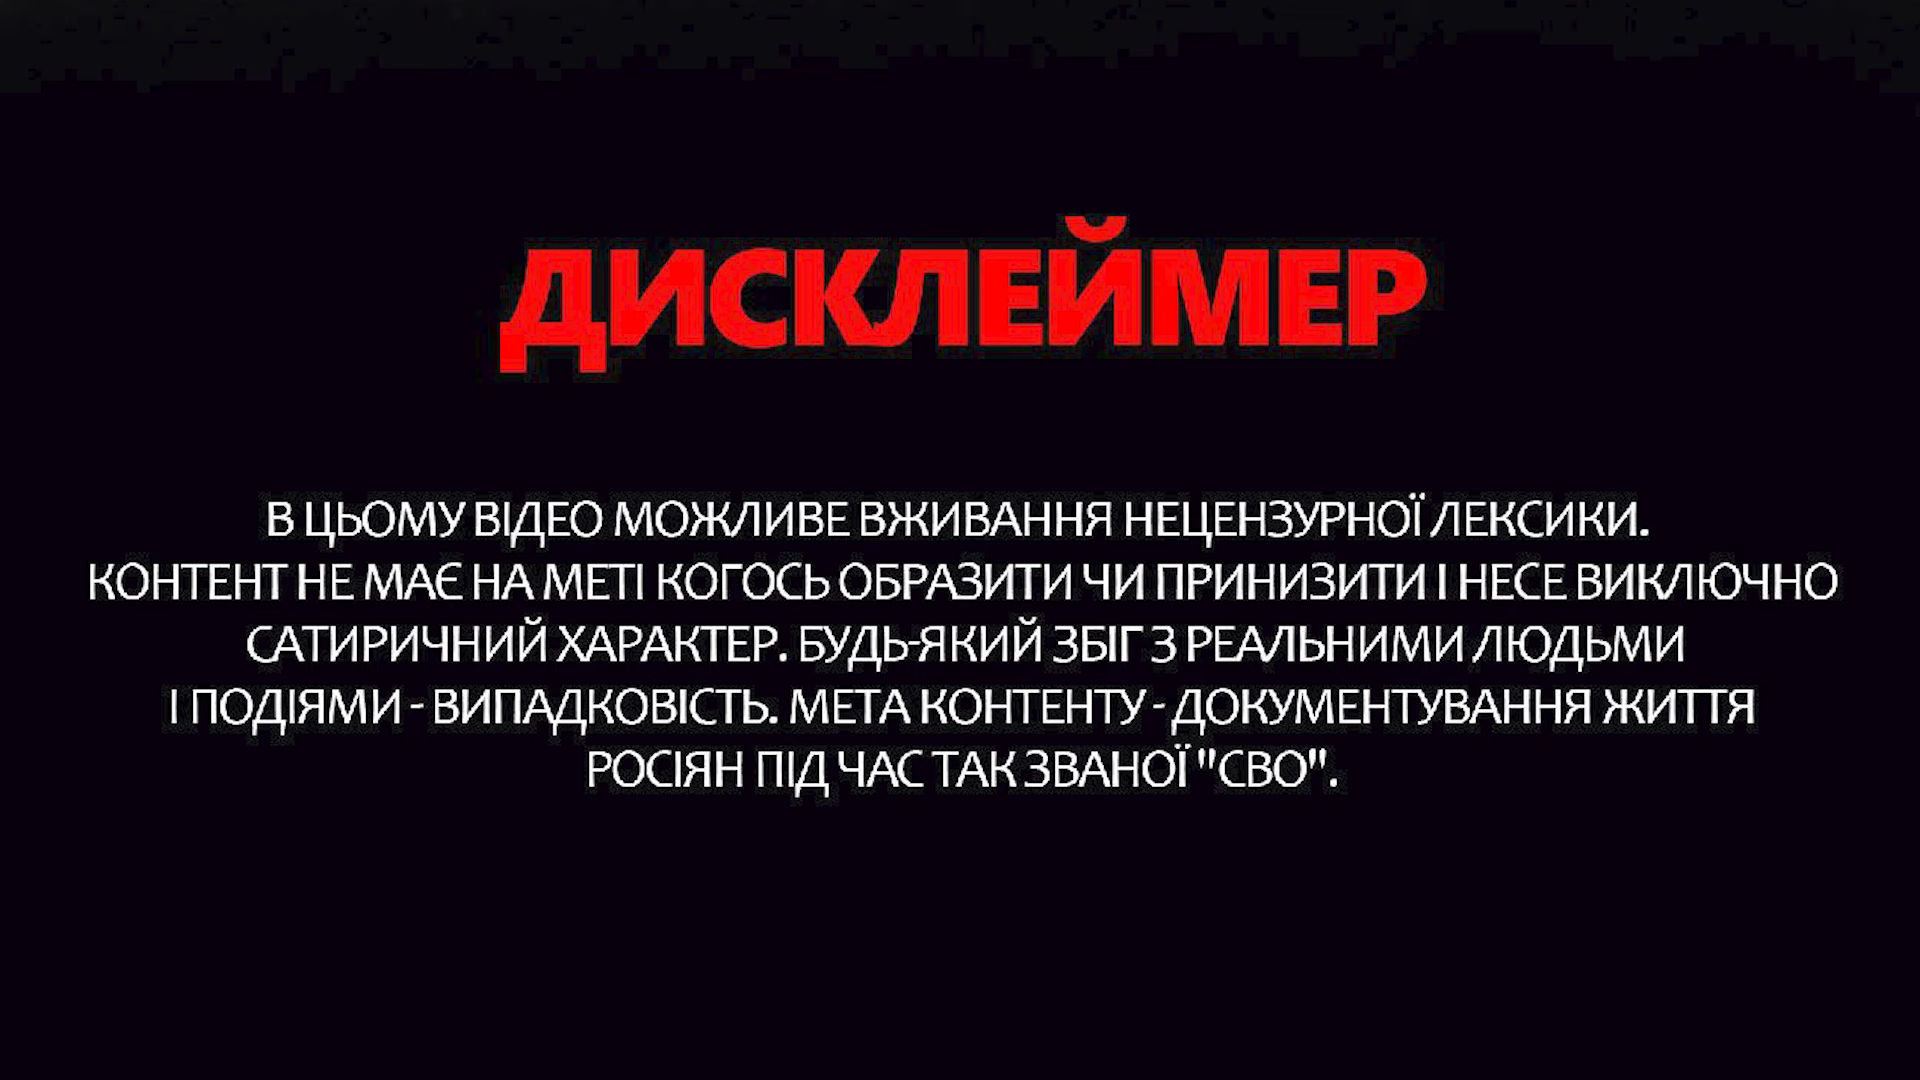 ДИСКЛЕЙМЕР
В ЦЬОМУ ВІДЕО МОЖЛИВЕ ВЖИВАННЯ НЕЦЕНЗУРНОЇ ЛЕКСИКИ.
КОНТЕНТ НЕ МАЄ НА МЕТІ КОГОСЬ ОБРАЗИТИ ЧИ ПРИНИЗИТИ І НЕСЕ ВИКЛЮЧНО
САТИРИЧНИЙ ХАРАКТЕР. БУДЬ-ЯКИЙ ЗБІГ З РЕАЛЬНИМИ ЛЮДЬМИ
І ПОДІЯМИ - ВИПАДКОВІСТЬ. МЕТА КОНТЕНТУ - ДОКУМЕНТУВАННЯ ЖИТТЯ
РОСІЯН ПІД ЧАС ТАК ЗВАНОЇ "СВО".